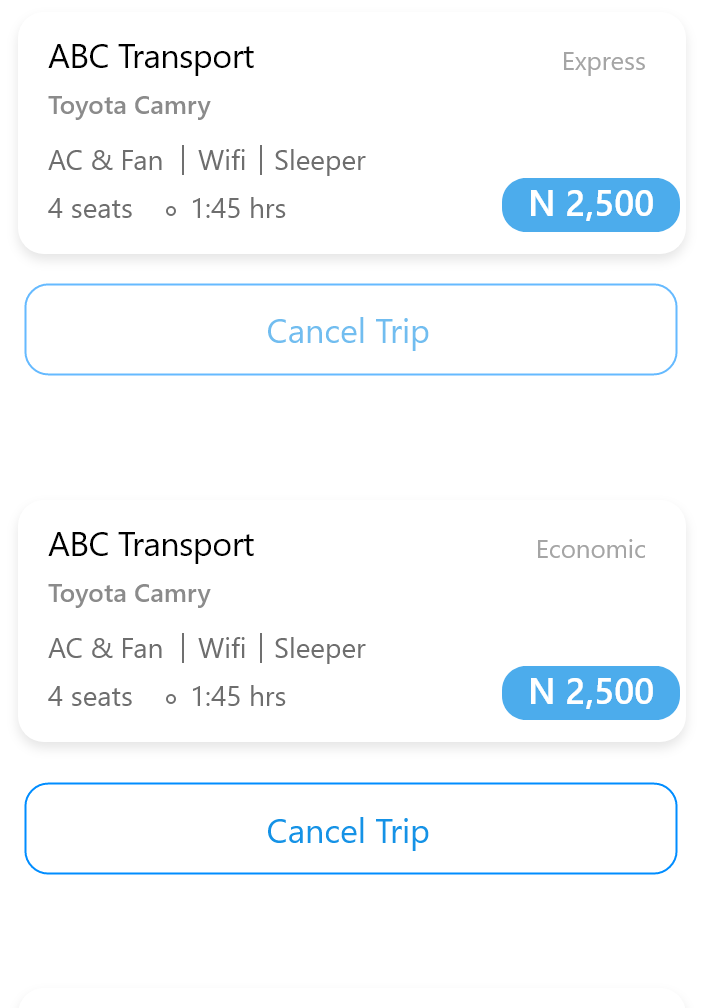 ABC Transport
Express
Toyota Camry
AC & Fan | Wifi | Sleeper
4 seats ∘ 1:45 hrs
N 2,500
Cancel Trip
ABC Transport
Economic
Toyota Camry
AC & Fan | Wifi | Sleeper
4 seats ∘ 1:45 hrs
N 2,500
Cancel Trip